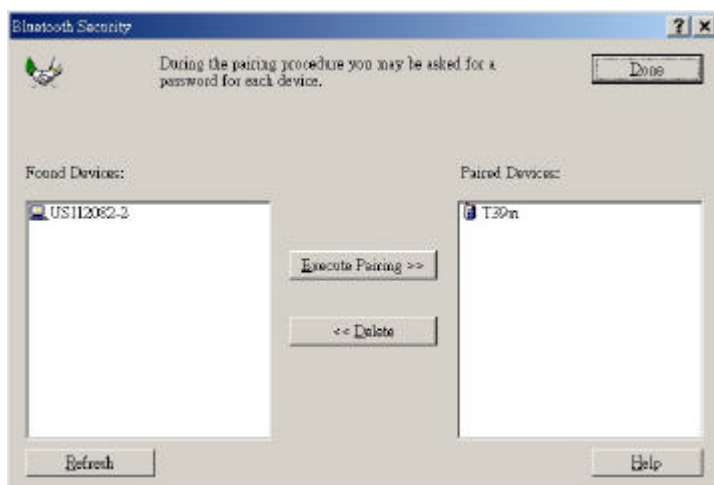 Bluetooth Security
During the pairing procedure you may be asked for a
password for each device.
Done
Found Devices:
Paired Devices:
USI12082-2
T39m
Execute Pairing >>
<< Delete
Refresh
Help